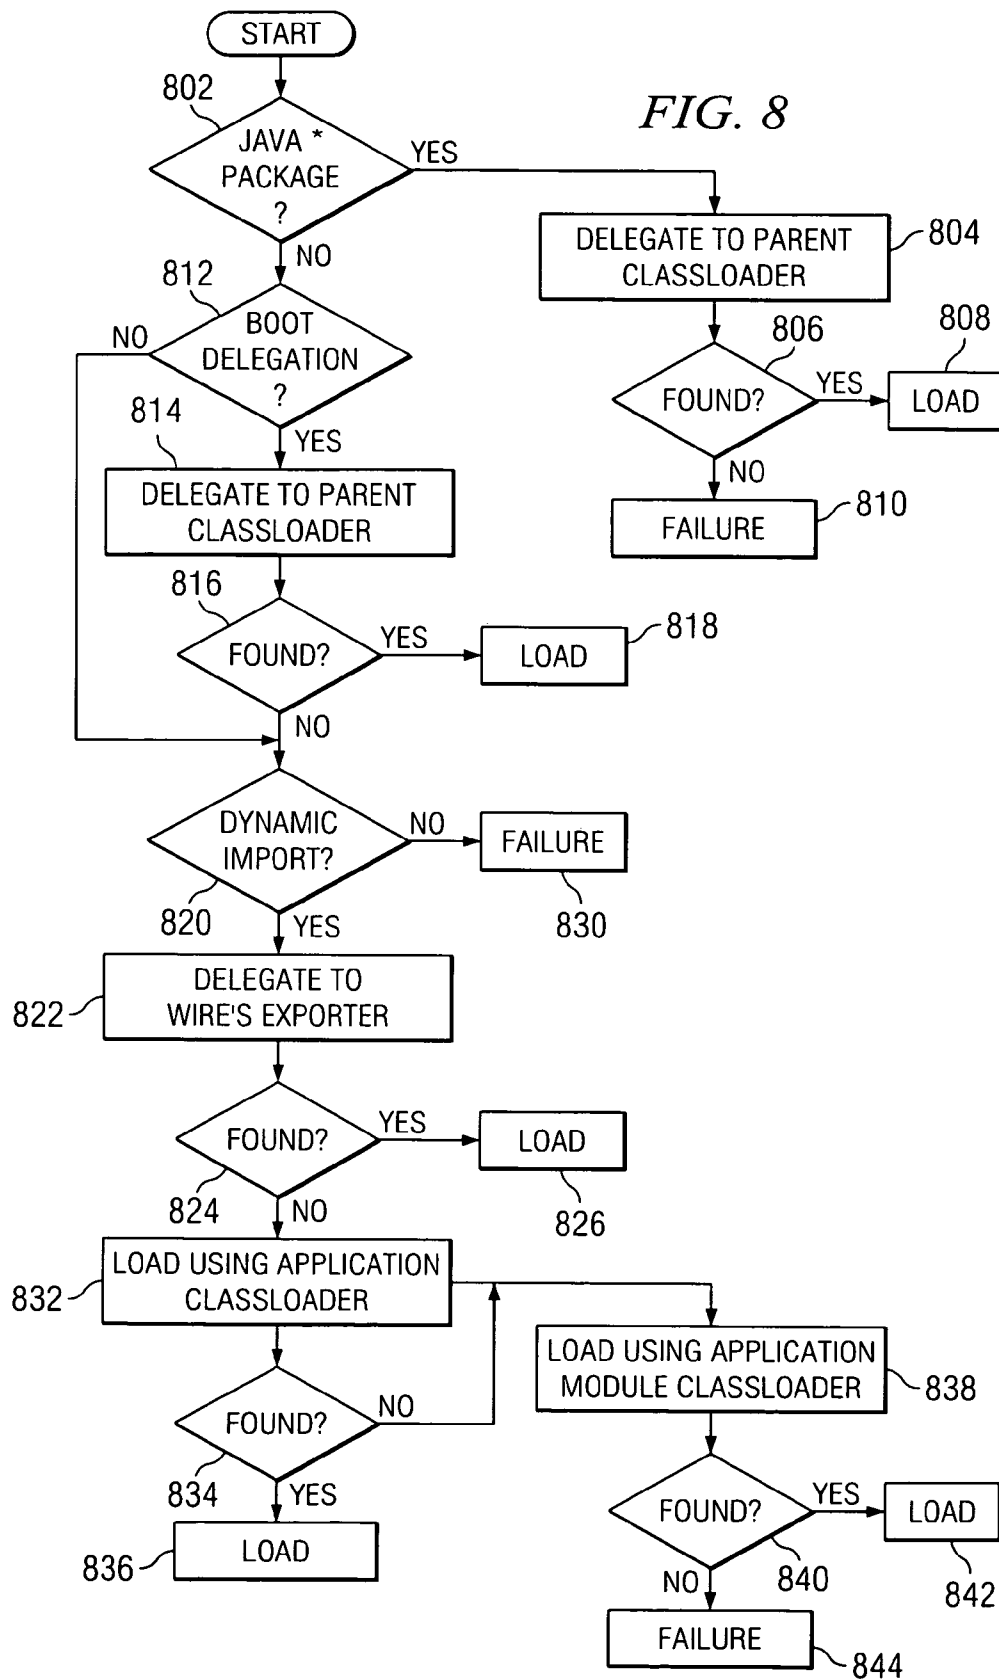 START
802
FIG. 8
JAVA *
PACKAGE
?
YES
NO
DELEGATE TO PARENT
CLASSLOADER
804
812
NO
BOOT
DELEGATION
?
YES
806
FOUND?
YES
808
LOAD
NO
FAILURE
810
814
DELEGATE TO PARENT
CLASSLOADER
816
FOUND?
YES
LOAD
818
NO
DYNAMIC
IMPORT?
NO
FAILURE
830
820
YES
DELEGATE TO
WIRE'S EXPORTER
822
FOUND?
YES
LOAD
826
824
NO
LOAD USING APPLICATION
CLASSLOADER
832
LOAD USING APPLICATION
MODULE CLASSLOADER
838
FOUND?
NO
834
YES
LOAD
836
FOUND?
YES
LOAD
840
842
NO
FAILURE
844